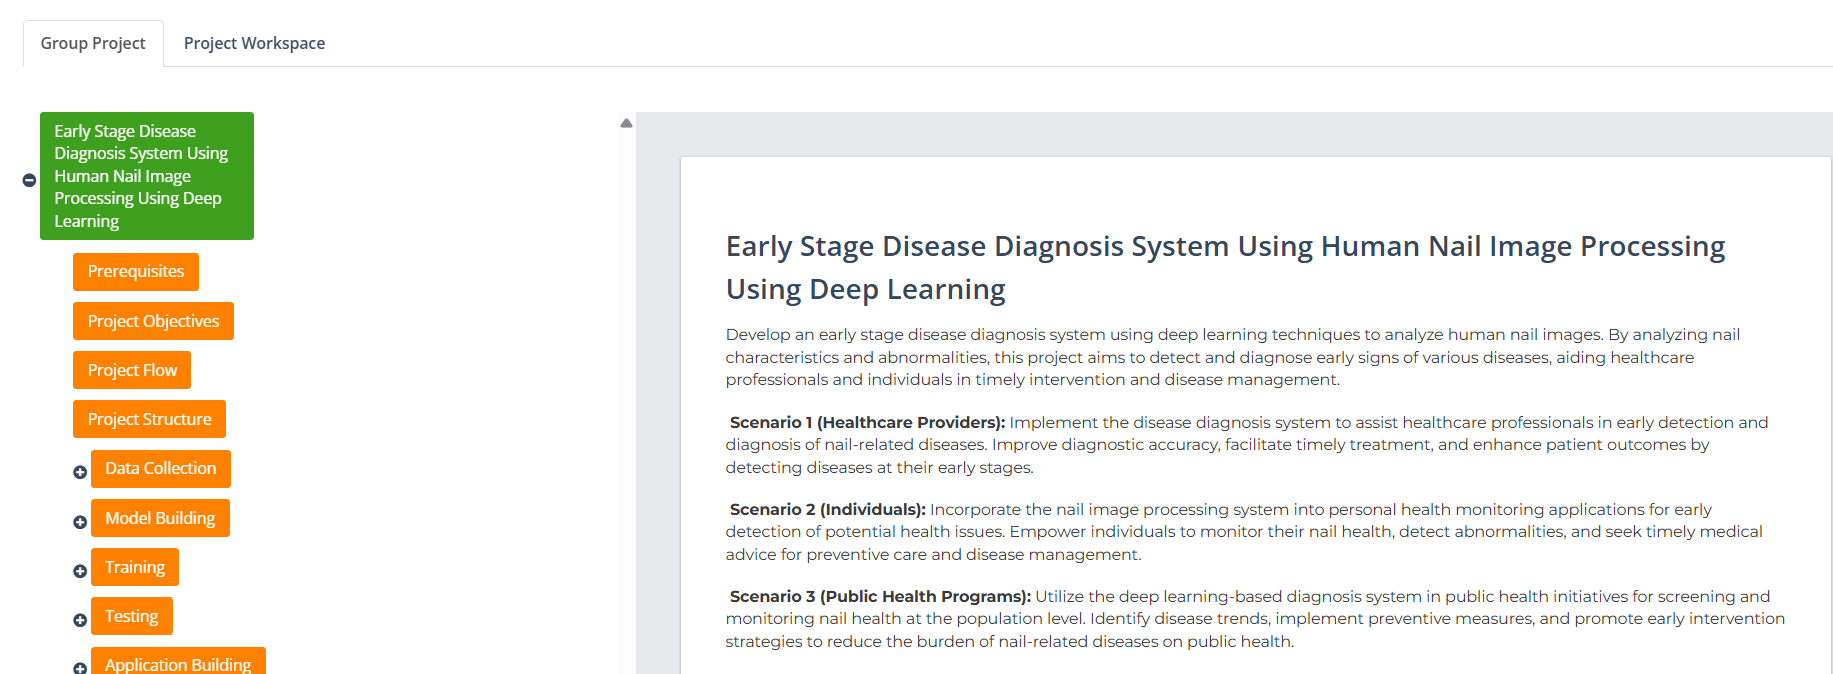 Group Project
Project Workspace
Early Stage Disease
Diagnosis System Using
Human Nail Image
Processing Using Deep
Learning
Prerequisites
Project Objectives
Project Flow
Project Structure
Data Collection
Model Building
Training
Testing
Application Building
Early Stage Disease Diagnosis System Using Human Nail Image Processing
Using Deep Learning
Develop an early stage disease diagnosis system using deep learning techniques to analyze human nail images. By analyzing nail
characteristics and abnormalities, this project aims to detect and diagnose early signs of various diseases, aiding healthcare
professionals and individuals in timely intervention and disease management.
Scenario 1 (Healthcare Providers): Implement the disease diagnosis system to assist healthcare professionals in early detection and
diagnosis of nail-related diseases. Improve diagnostic accuracy, facilitate timely treatment, and enhance patient outcomes by
detecting diseases at their early stages.
Scenario 2 (Individuals): Incorporate the nail image processing system into personal health monitoring applications for early
detection of potential health issues. Empower individuals to monitor their nail health, detect abnormalities, and seek timely medical
advice for preventive care and disease management.
Scenario 3 (Public Health Programs): Utilize the deep learning-based diagnosis system in public health initiatives for screening and
monitoring nail health at the population level. Identify disease trends, implement preventive measures, and promote early intervention
strategies to reduce the burden of nail-related diseases on public health.